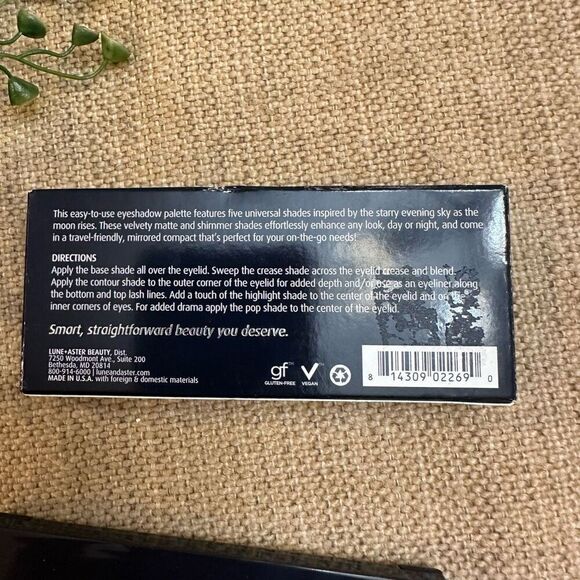 This easy-to-use eyeshadow palette features five universal shades inspired by the starry evening sky as the
moon rises. These velvety matte and shimmer shades effortlessly enhance any look, day or night, and come
in a travel-friendly, mirrored compact that's perfect for your on-the-go needs!
DIRECTIONS
Apply the base shade all over the eyelid. Sweep the crease shade across the eyelid crease and blend.
Apply the contour shade to the outer corner of the eyelid for added depth and/or use as an eyeliner along
the bottom and top lash lines. Add a touch of the highlight shade to the center of the eyelid and on the
inner corners of eyes. For added drama apply the pop shade to the center of the eyelid.
Smart, straightforward beauty you deserve.
LUNE+ASTER BEAUTY, Dist.
7250 Woodmont Ave., Suite 200
Bethesda, MD 20814
800-914-6000 | luneandaster.com
MADE IN U.S.A. with foreign & domestic materials
gf™
GLUTEN-FREE
V
VEGAN
8 14309 02269 0